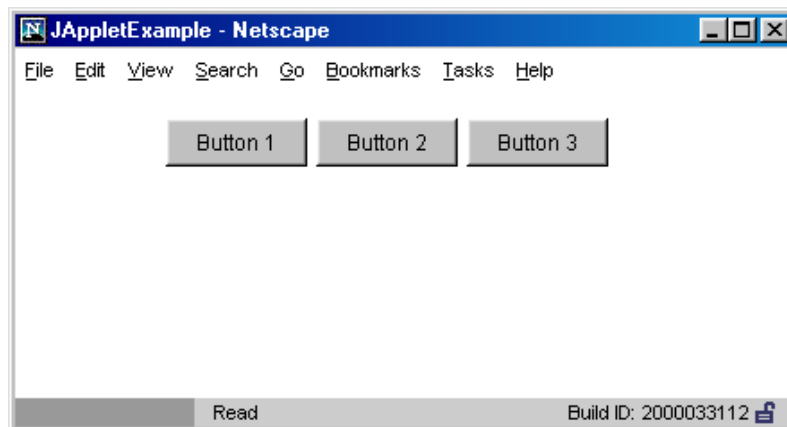 N JAppletExample - Netscape
File Edit View Search Go Bookmarks Tasks Help
Button 1 Button 2 Button 3
Read Build ID: 2000033112